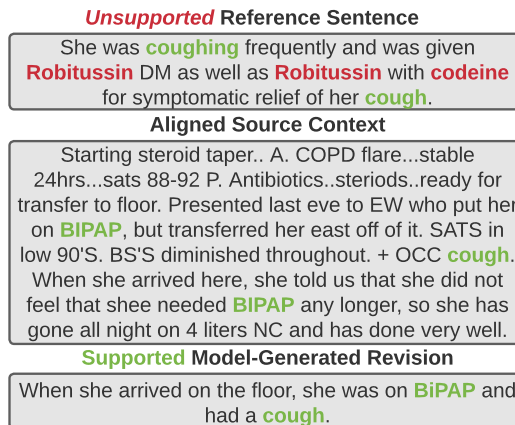 Unsupported Reference Sentence
She was coughing frequently and was given
Robitussin DM as well as Robitussin with codeine
for symptomatic relief of her cough.
Aligned Source Context
Starting steroid taper.. A. COPD flare...stable
24hrs...sats 88-92 P. Antibiotics..steriods..ready for
transfer to floor. Presented last eve to EW who put her
on BIPAP, but transferred her east off of it. SATS in
low 90'S. BS'S diminished throughout. + OCC cough.
When she arrived here, she told us that she did not
feel that shee needed BIPAP any longer, so she has
gone all night on 4 liters NC and has done very well.
Supported Model-Generated Revision
When she arrived on the floor, she was on BiPAP and
had a cough.